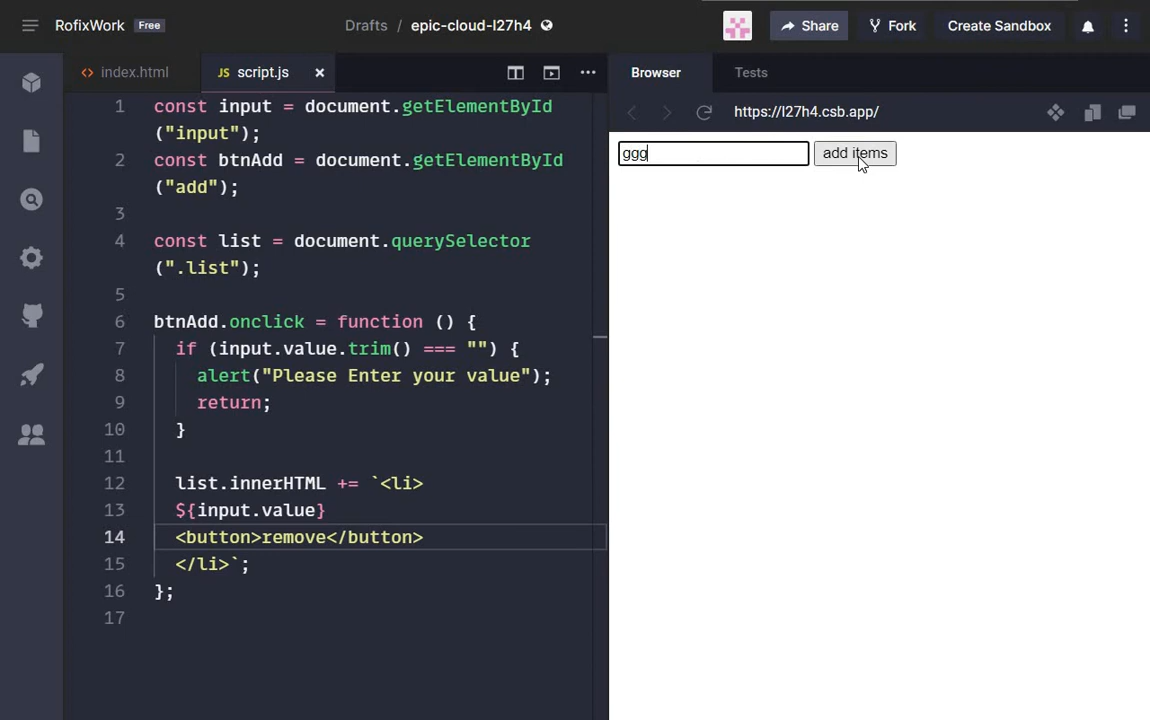 RofixWork Free
Drafts / epic-cloud-l27h4
Share
Fork
Create Sandbox
<> index.html
JS script.js ×
Browser
Tests
https://l27h4.csb.app/
1 const input = document.getElementById
("input");
2 const btnAdd = document.getElementById
("add");
3
4 const list = document.querySelector
(".list");
5
6 btnAdd.onclick = function () {
7 if (input.value.trim() === "") {
8 alert("Please Enter your value");
9 return;
10 }
11
12 list.innerHTML += `<li>
13 ${input.value}
14 <button>remove</button>
15 </li>`;
16 };
17
ggg
add items